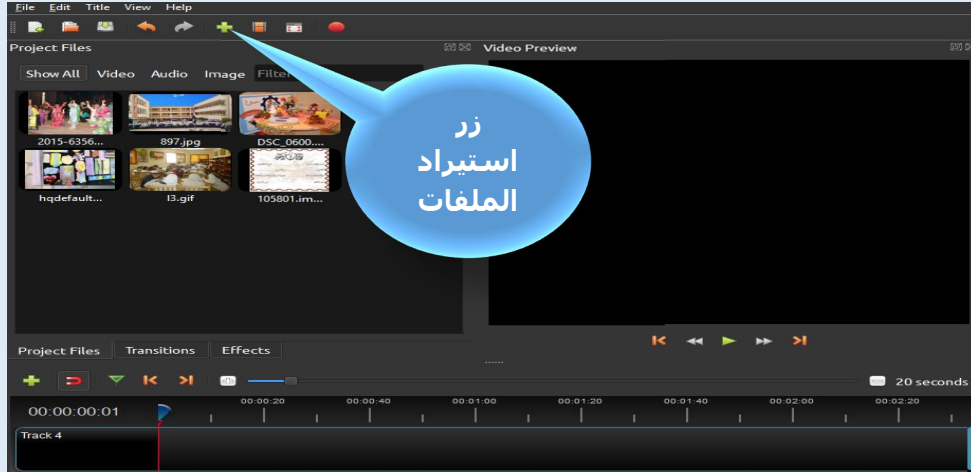 File Edit Title View Help
Project Files
Video Preview
Show All Video Audio Image Filter
زر
استيراد
الملفات
2015-6356... 897.jpg DSC_0600....
hqdefault... l3.gif 105801.im...
Project Files Transitions Effects
20 seconds
00:00:00:01
00:00:20 00:00:40 00:01:00 00:01:20 00:01:40 00:02:00 00:02:20
Track 4